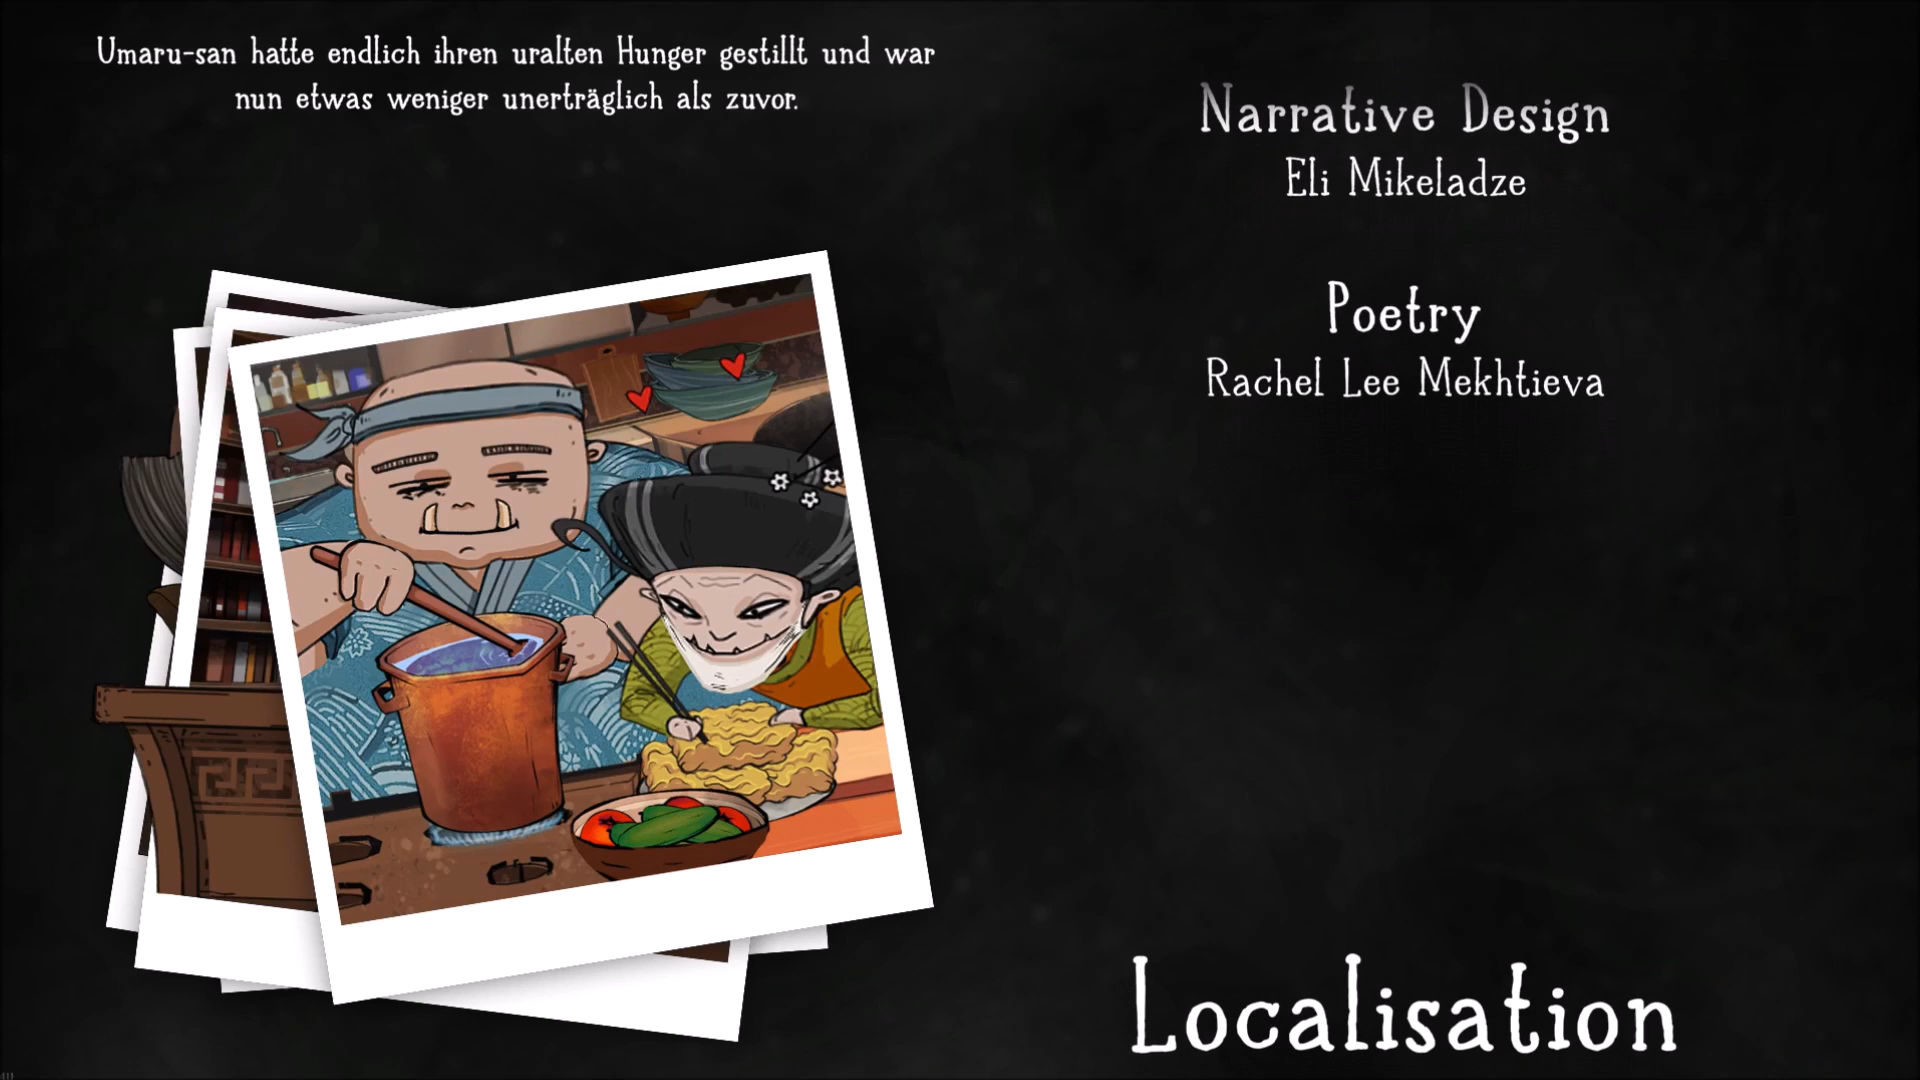 Umaru-san hatte endlich ihren uralten Hunger gestillt und war
nun etwas weniger unerträglich als zuvor.
Narrative Design
Eli Mikeladze
Poetry
Rachel Lee Mekhtieva
Localisation